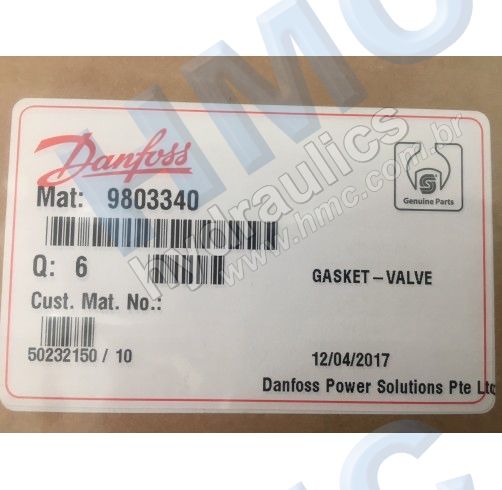 HMC
Danfoss
Mat: 9803340
Genuine Parts
hydraulics
www.hmc.com.br
Q: 6
GASKET-VALVE
Cust. Mat. No.:
50232150 / 10
12/04/2017
Danfoss Power Solutions Pte Ltd
HMC